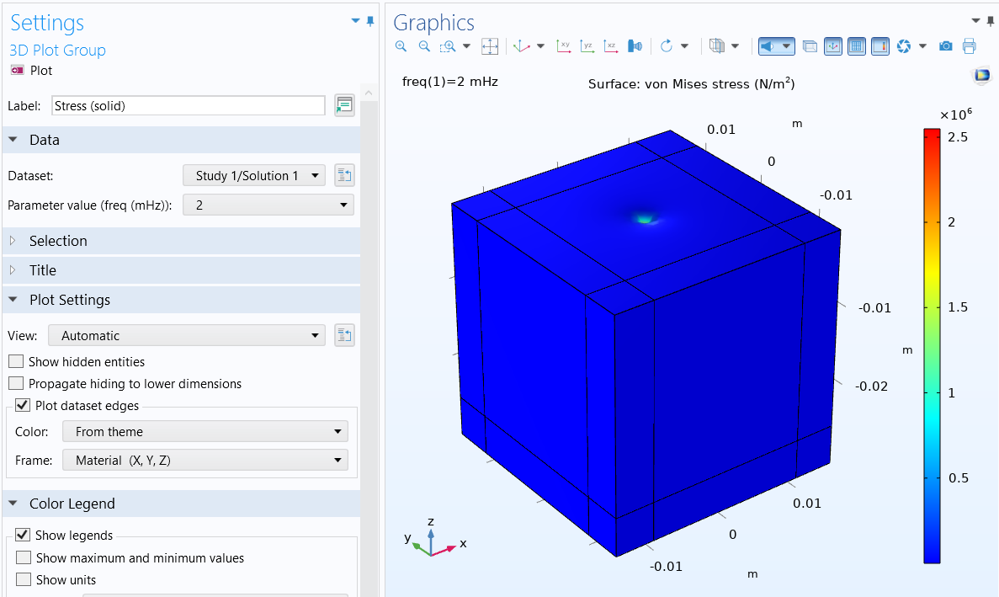 Settings
3D Plot Group
Plot
Label: Stress (solid)
Data
Dataset: Study 1/Solution 1
Parameter value (freq (mHz)): 2
Selection
Title
Plot Settings
View: Automatic
Show hidden entities
Propagate hiding to lower dimensions
Plot dataset edges
Color: From theme
Frame: Material (X, Y, Z)
Color Legend
Show legends
Show maximum and minimum values
Show units
Graphics
xy yz xz
freq(1)=2 mHz
Surface: von Mises stress (N/m²)
×10⁶
0.01
m
0
-0.01
-0.01
m
-0.02
0.01
0
-0.01
m
2.5
2
1.5
1
0.5
z
y
x